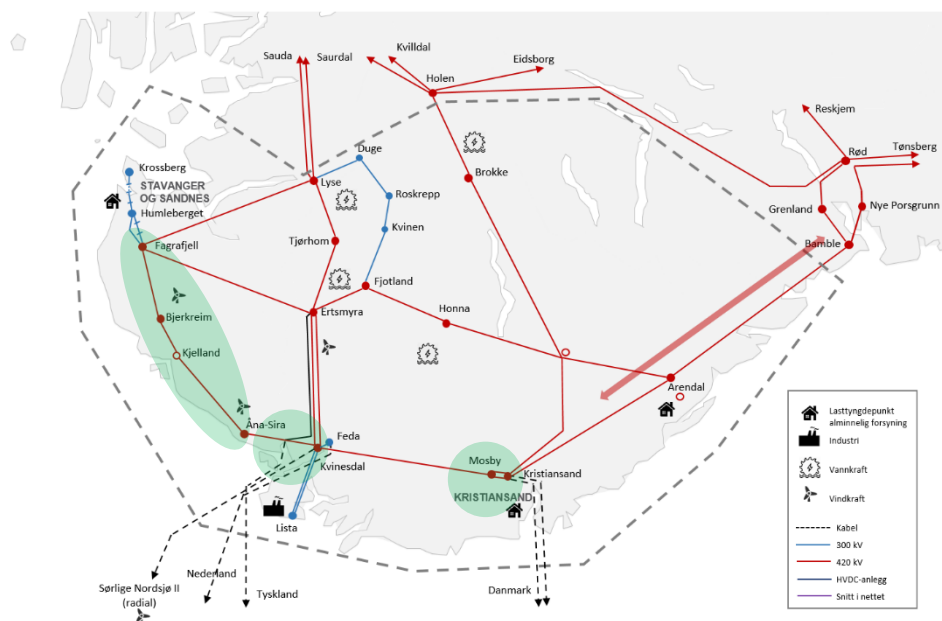 Sauda
Saurdal
Kvilldal
Holen
Eidsborg
Reskjem
Rød
Tønsberg
Duge
Krossberg
STAVANGER
OG SANDNES
Lyse
Roskrepp
Brokke
Humleberget
Grenland
Nye Porsgrunn
Kvinen
Fagrafjell
Tjørhom
Bamble
Fjotland
Bjerkreim
Ertsmyra
Honna
Kjelland
Arendal
Åna-Sira
Feda
Kvinesdal
Mosby
Kristiansand
KRISTIANSAND
Lista
Sørlige Nordsjø II
(radial)
Nederland
Tyskland
Danmark
Lasttyngdepunkt
alminnelig forsyning
Industri
Vannkraft
Vindkraft
Kabel
300 kV
420 kV
HVDC-anlegg
Snitt i nettet